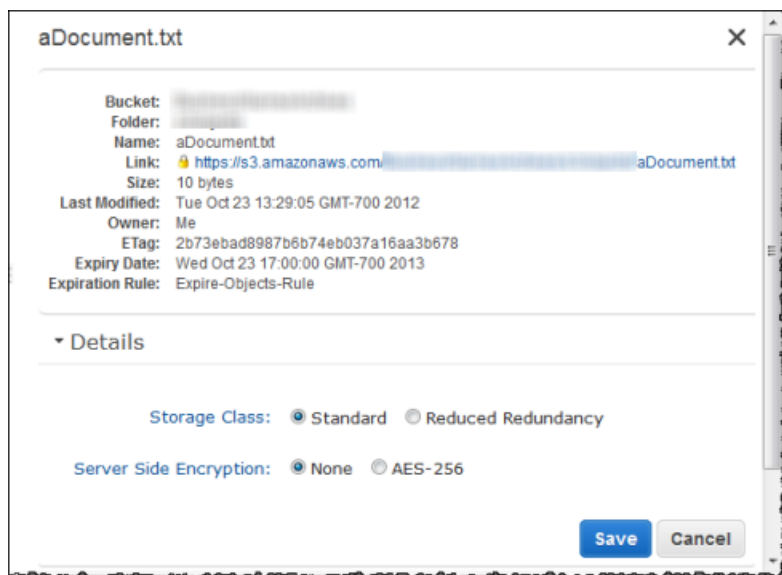 aDocument.txt
Bucket:
Folder:
Name: aDocument.txt
Link: https://s3.amazonaws.com/ aDocument.txt
Size: 10 bytes
Last Modified: Tue Oct 23 13:29:05 GMT-700 2012
Owner: Me
ETag: 2b73ebad8987b6b74eb037a16aa3b678
Expiry Date: Wed Oct 23 17:00:00 GMT-700 2013
Expiration Rule: Expire-Objects-Rule
Details
Storage Class: Standard Reduced Redundancy
Server Side Encryption: None AES-256
Save Cancel